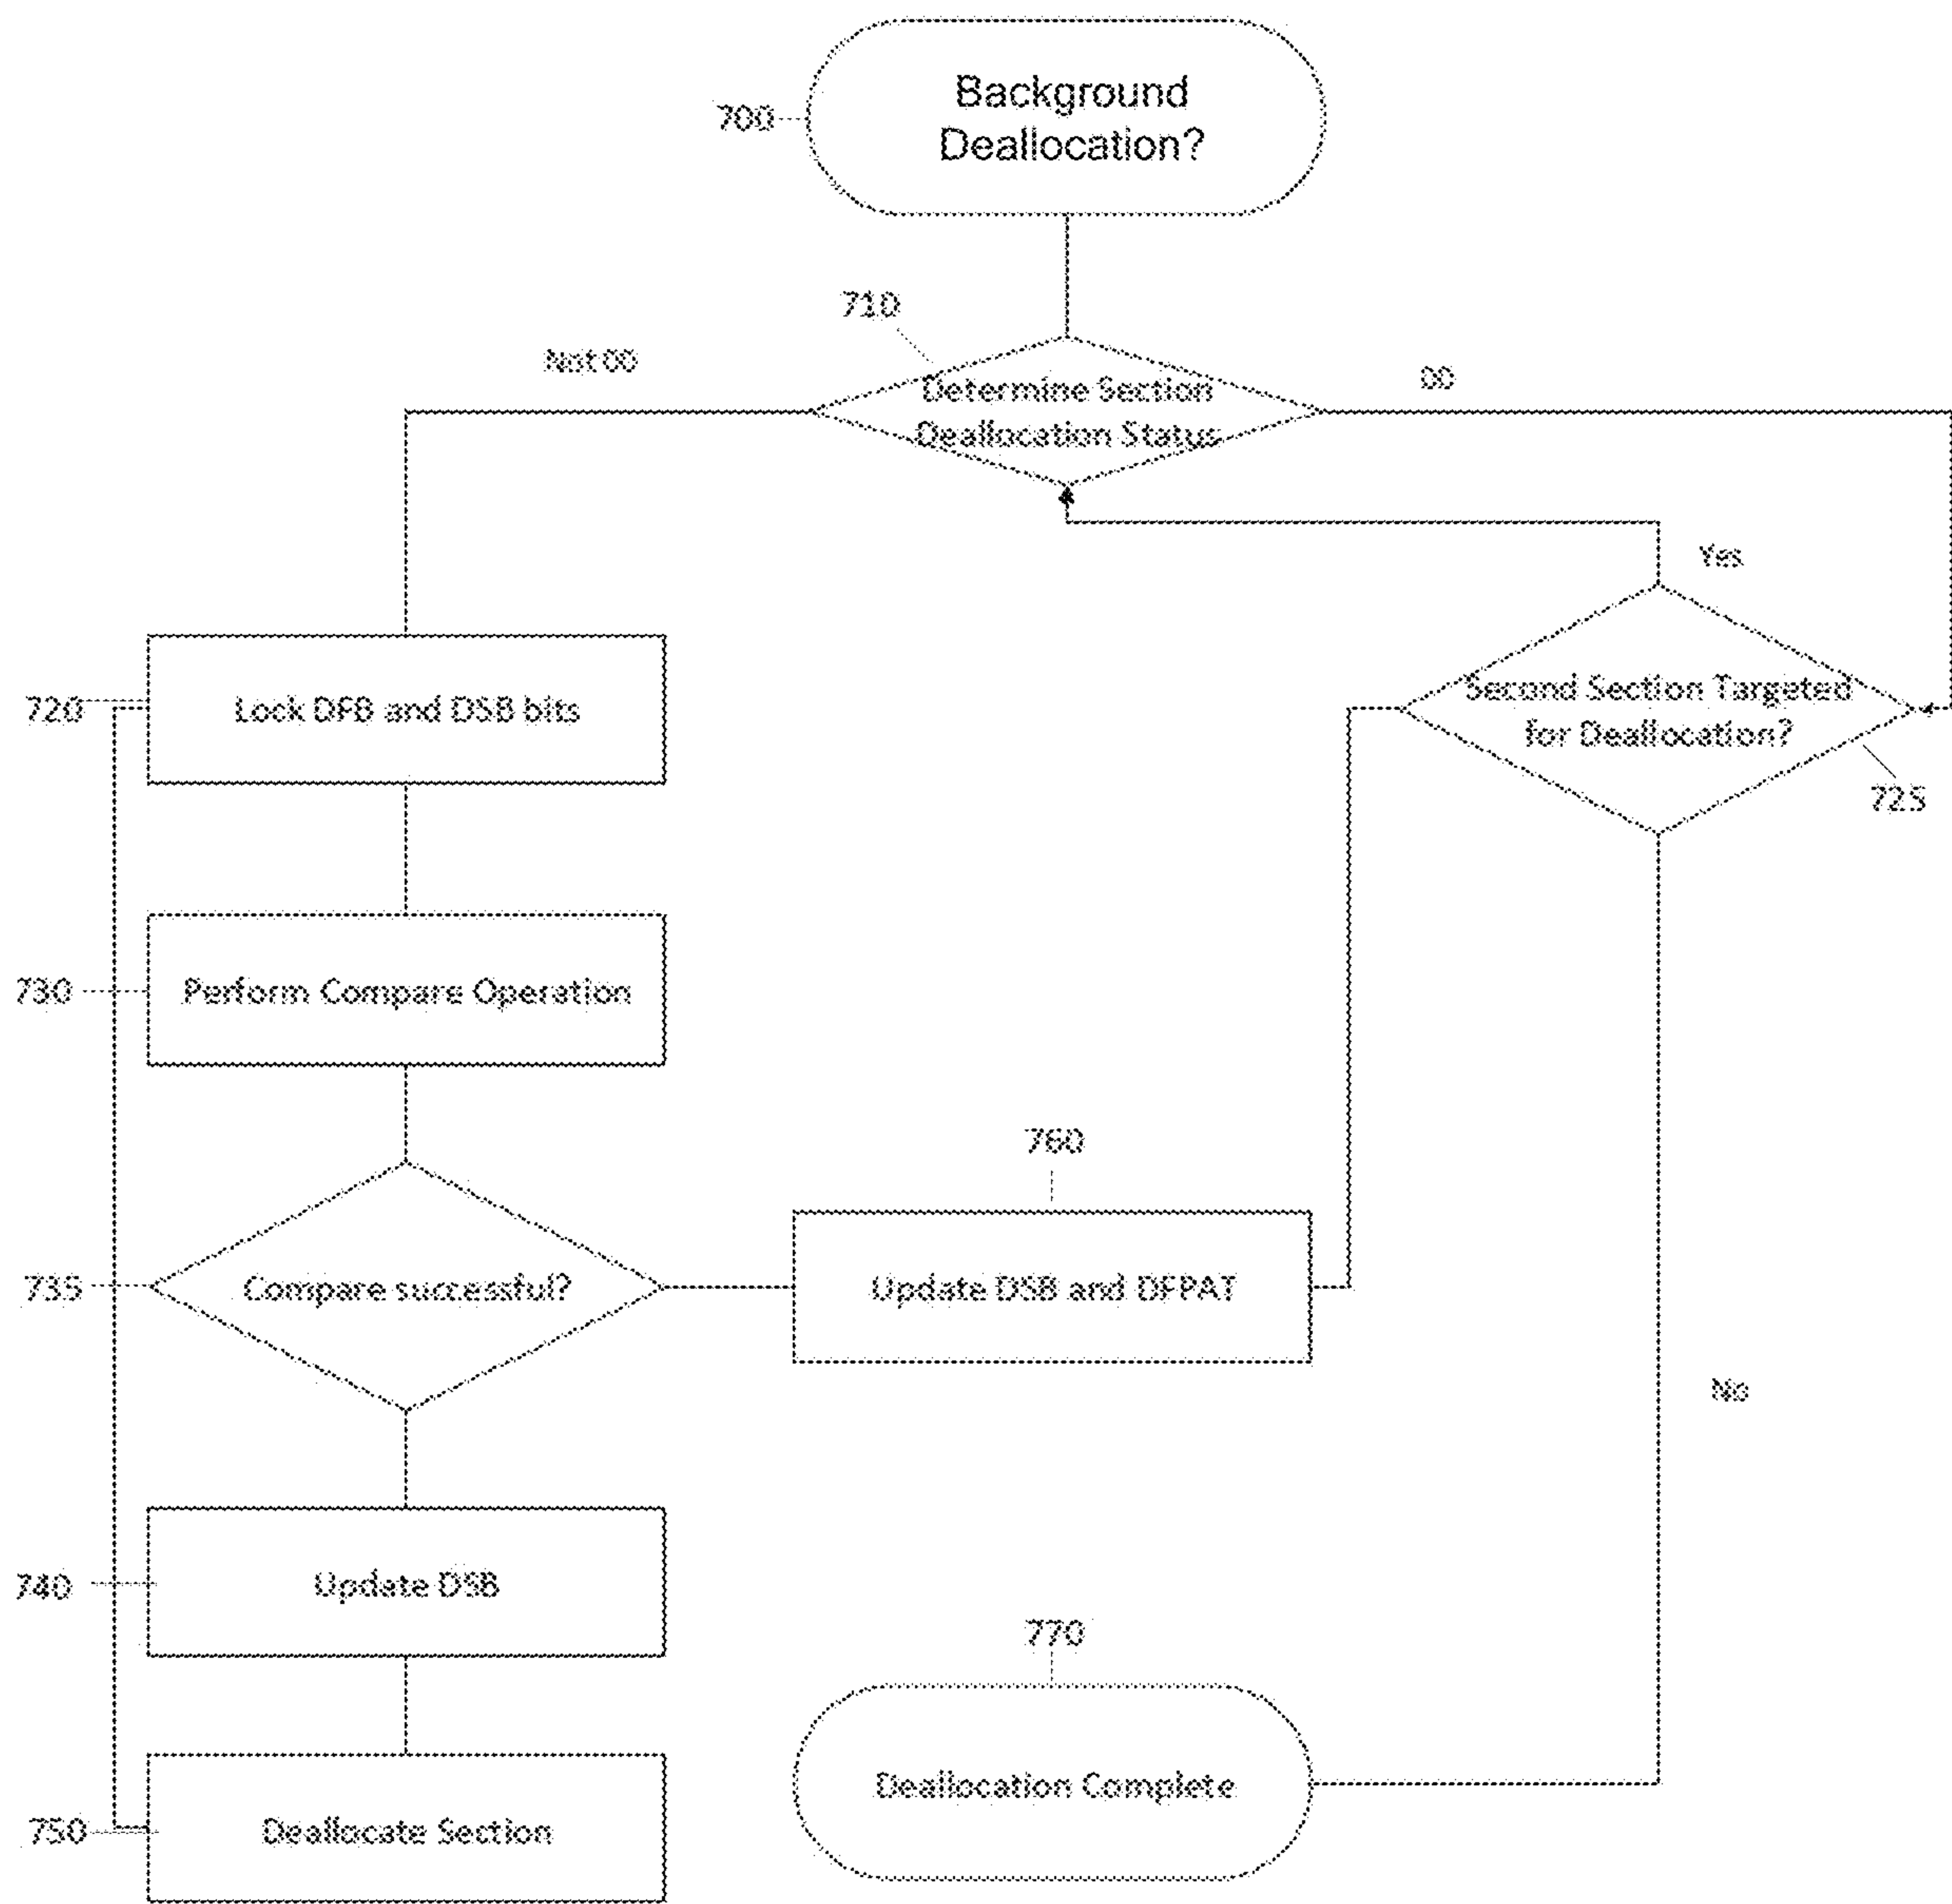 Background
Deallocation?
700
710
Not 00
00
Determine Section
Deallocation Status
Yes
720
Lock DFB and DSB bits
Second Section Targeted
for Deallocation?
725
730
Perform Compare Operation
760
735
Compare successful?
Update DSB and DFPAT
No
740
Update DSB
770
750
Deallocate Section
Deallocation Complete